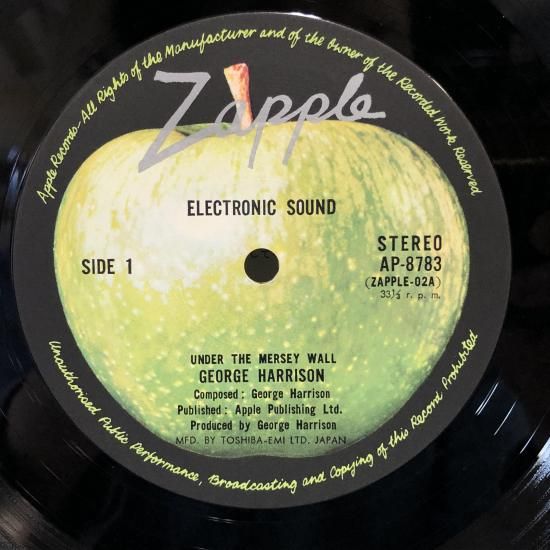 Apple Records-All Rights of the Manufacturer and of the Owner of the Recorded Work Reserved
Zapple
ELECTRONIC SOUND
SIDE 1
STEREO
AP-8783
(ZAPPLE-02A)
33⅓ r. p. m.
UNDER THE MERSEY WALL
GEORGE HARRISON
Composed: George Harrison
Published: Apple Publishing Ltd.
Produced by George Harrison
MFD. BY TOSHIBA-EMI LTD. JAPAN
Unauthorised Public Performance, Broadcasting and Copying of this Record Prohibited